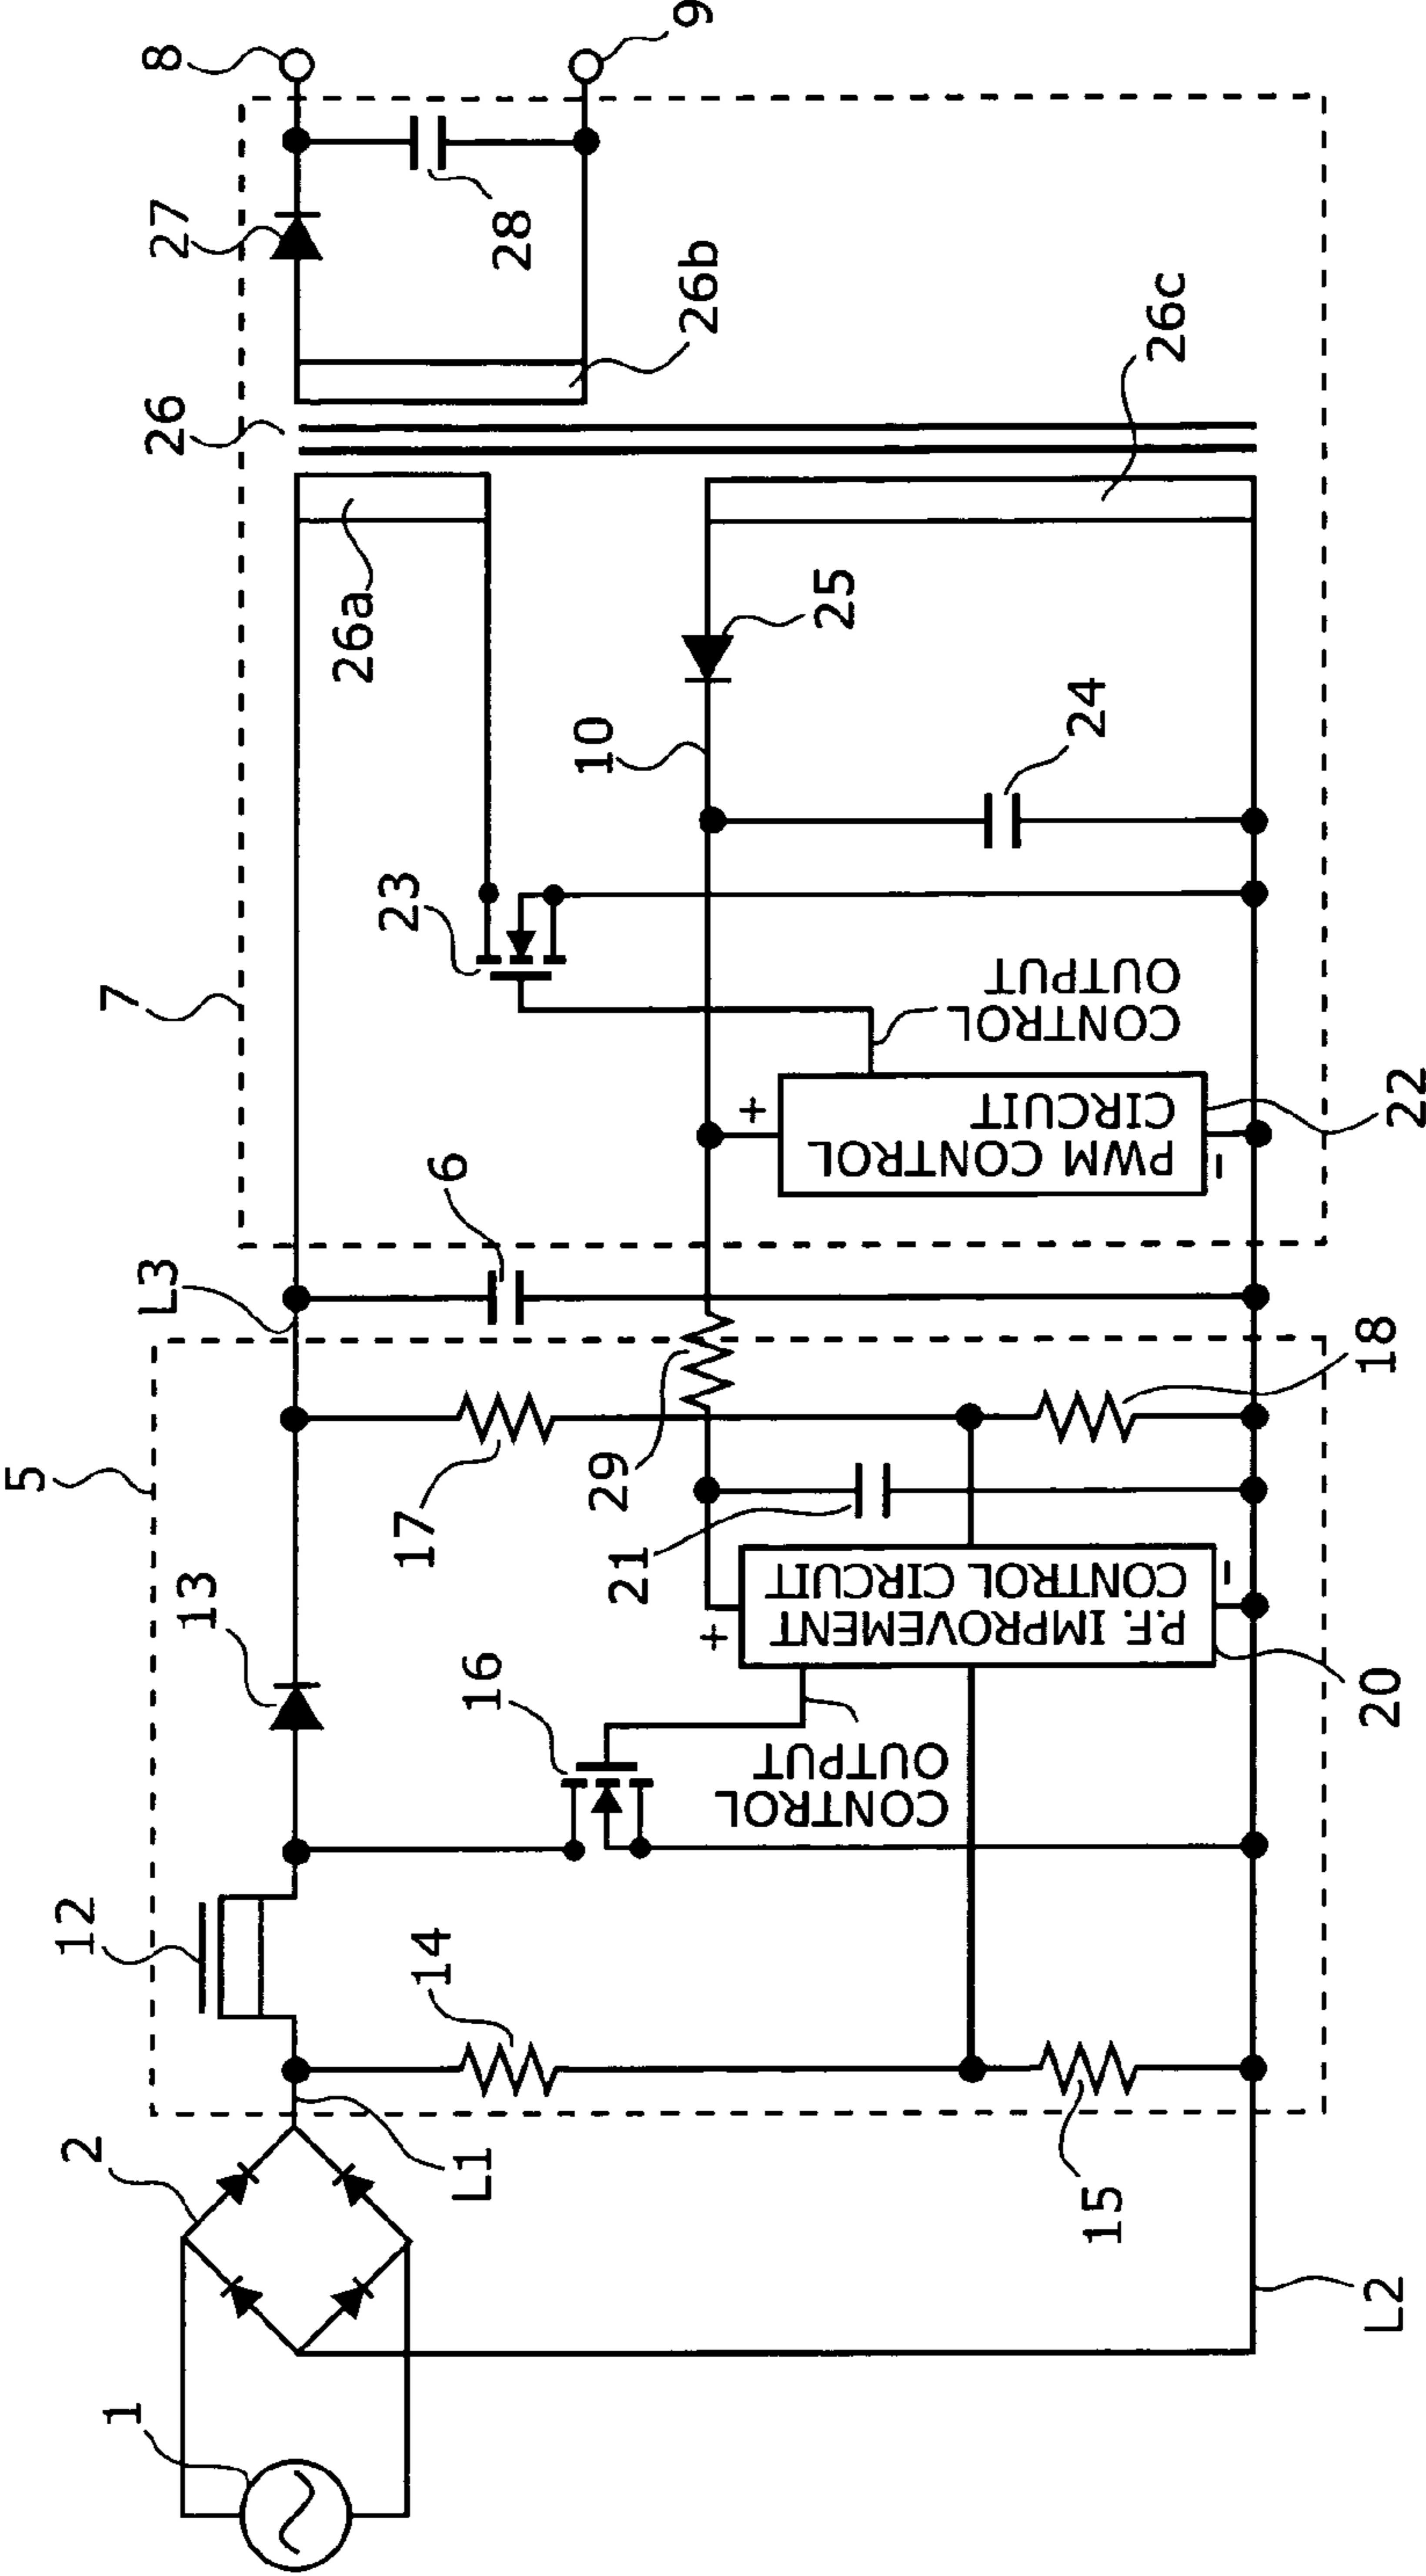 1
2
L1
L2
5
12
13
14
15
16
CONTROL
OUTPUT
P.F. IMPROVEMENT
CONTROL CIRCUIT
+
−
20
21
17
18
29
L3
6
7
PWM CONTROL
CIRCUIT
+
−
22
CONTROL
OUTPUT
23
10
24
25
26a
26
26b
26c
27
28
8
9